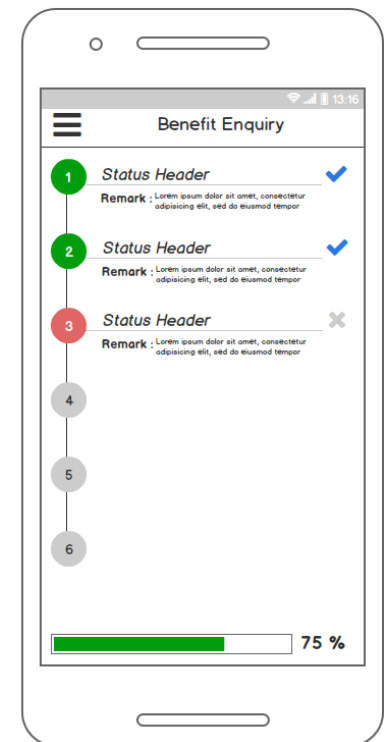 13:16
Benefit Enquiry
1 Status Header
Remark : Lorem ipsum dolor sit amet, consectetur
adipisicing elit, sed do eiusmod tempor
2 Status Header
Remark : Lorem ipsum dolor sit amet, consectetur
adipisicing elit, sed do eiusmod tempor
3 Status Header
Remark : Lorem ipsum dolor sit amet, consectetur
adipisicing elit, sed do eiusmod tempor
4
5
6
75 %